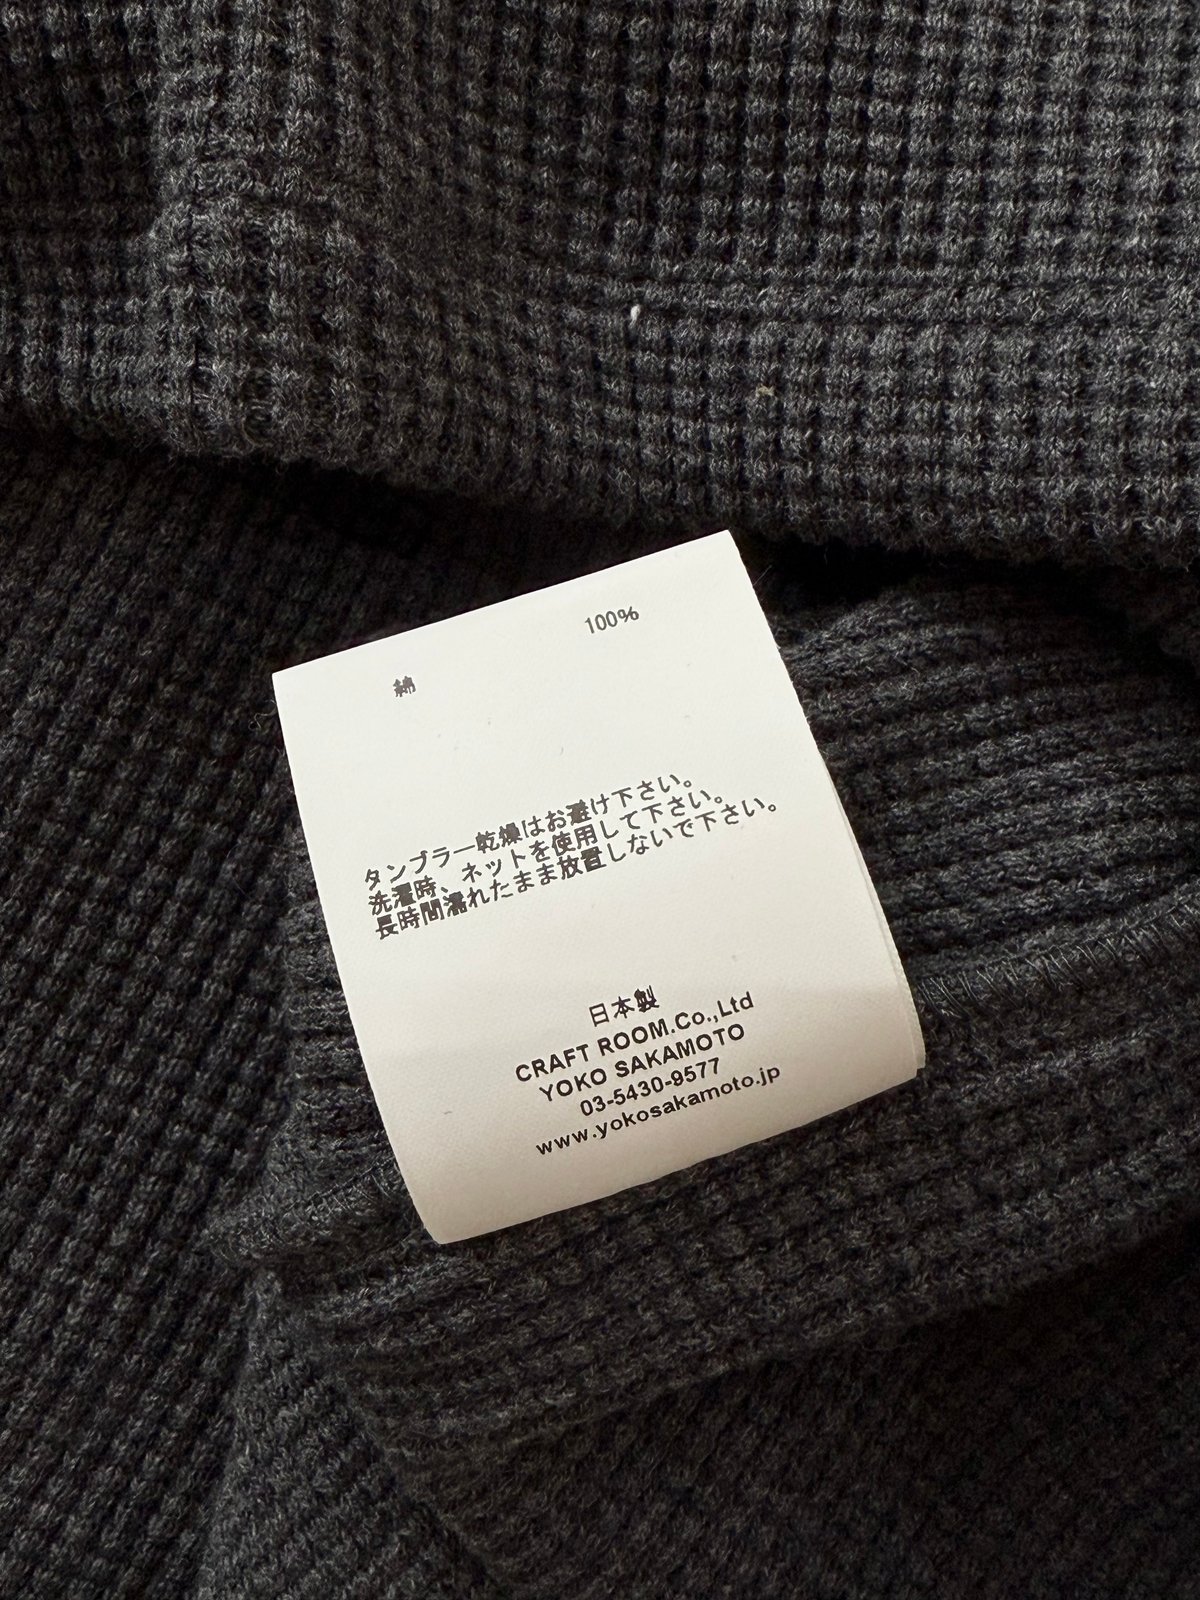 綿 100%
タンブラー乾燥はお避け下さい。
洗濯時、ネットを使用して下さい。
長時間濡れたまま放置しないで下さい。
日本製
CRAFT ROOM.Co.,Ltd
YOKO SAKAMOTO
03-5430-9577
www.yokosakamoto.jp